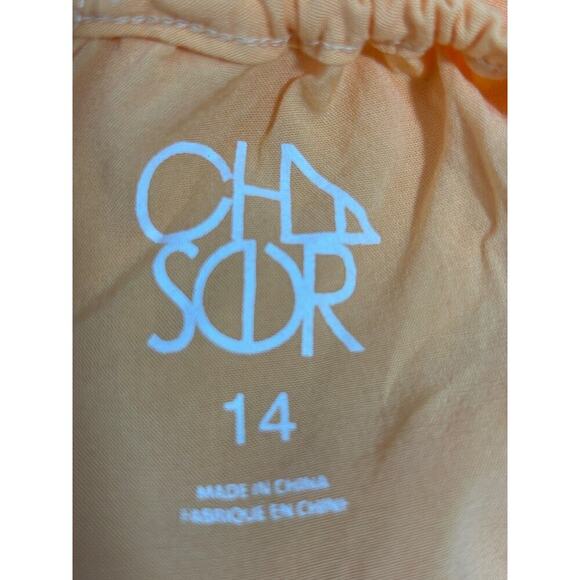 CHA
SER
14
MADE IN CHINA
FABRIQUE EN CHINE